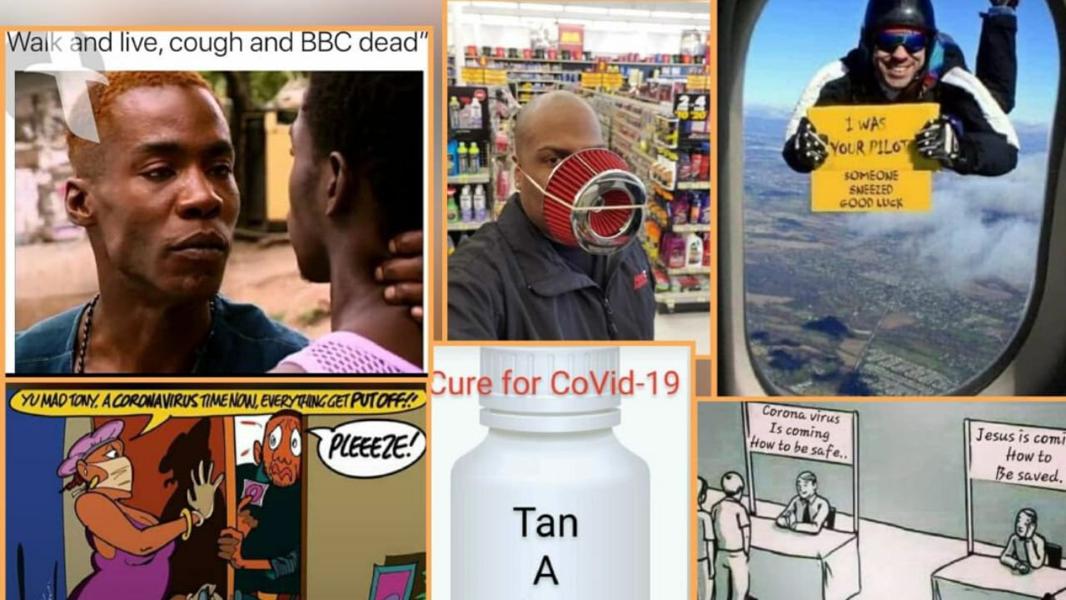 Walk and live, cough and BBC dead"
I WAS
YOUR PILOT
SOMEONE
SNEEZED
GOOD LUCK
YU MAD TONY. A CORONAVIRUS TIME NOW, EVERYTHING GET PUT OFF!!
PLEEEZE!
Cure for CoVid-19
Tan
A
Corona virus
Is coming
How to be safe..
Jesus is comi
How to
Be saved.